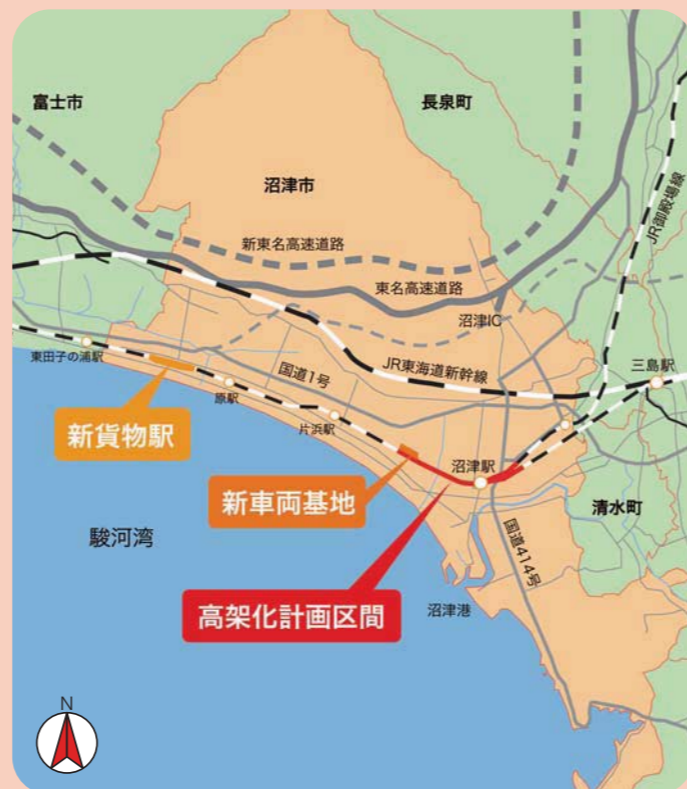 富士市
長泉町
沼津市
JR御殿場線
新東名高速道路
東名高速道路
沼津IC
東田子の浦駅
国道1号
JR東海道新幹線
三島駅
原駅
新貨物駅
片浜駅
沼津駅
新車両基地
清水町
駿河湾
国道414号
高架化計画区間
沼津港
N